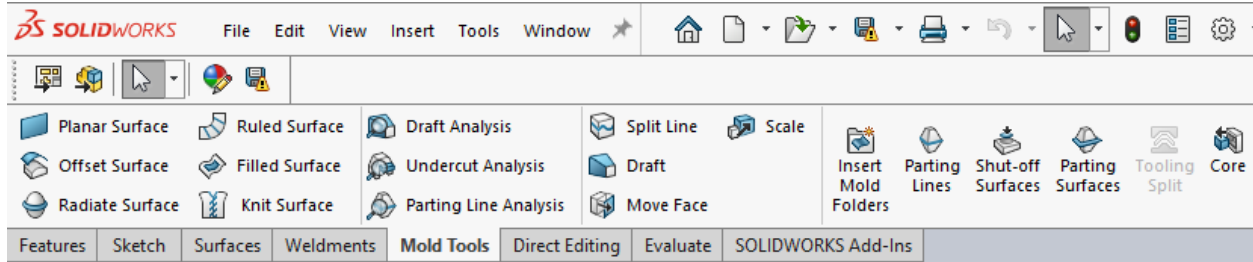 SOLIDWORKS File Edit View Insert Tools Window
Planar Surface Ruled Surface Draft Analysis Split Line Scale
Offset Surface Filled Surface Undercut Analysis Draft
Radiate Surface Knit Surface Parting Line Analysis Move Face
Insert Mold Folders
Parting Lines
Shut-off Surfaces
Parting Surfaces
Tooling Split
Core
Features Sketch Surfaces Weldments Mold Tools Direct Editing Evaluate SOLIDWORKS Add-Ins